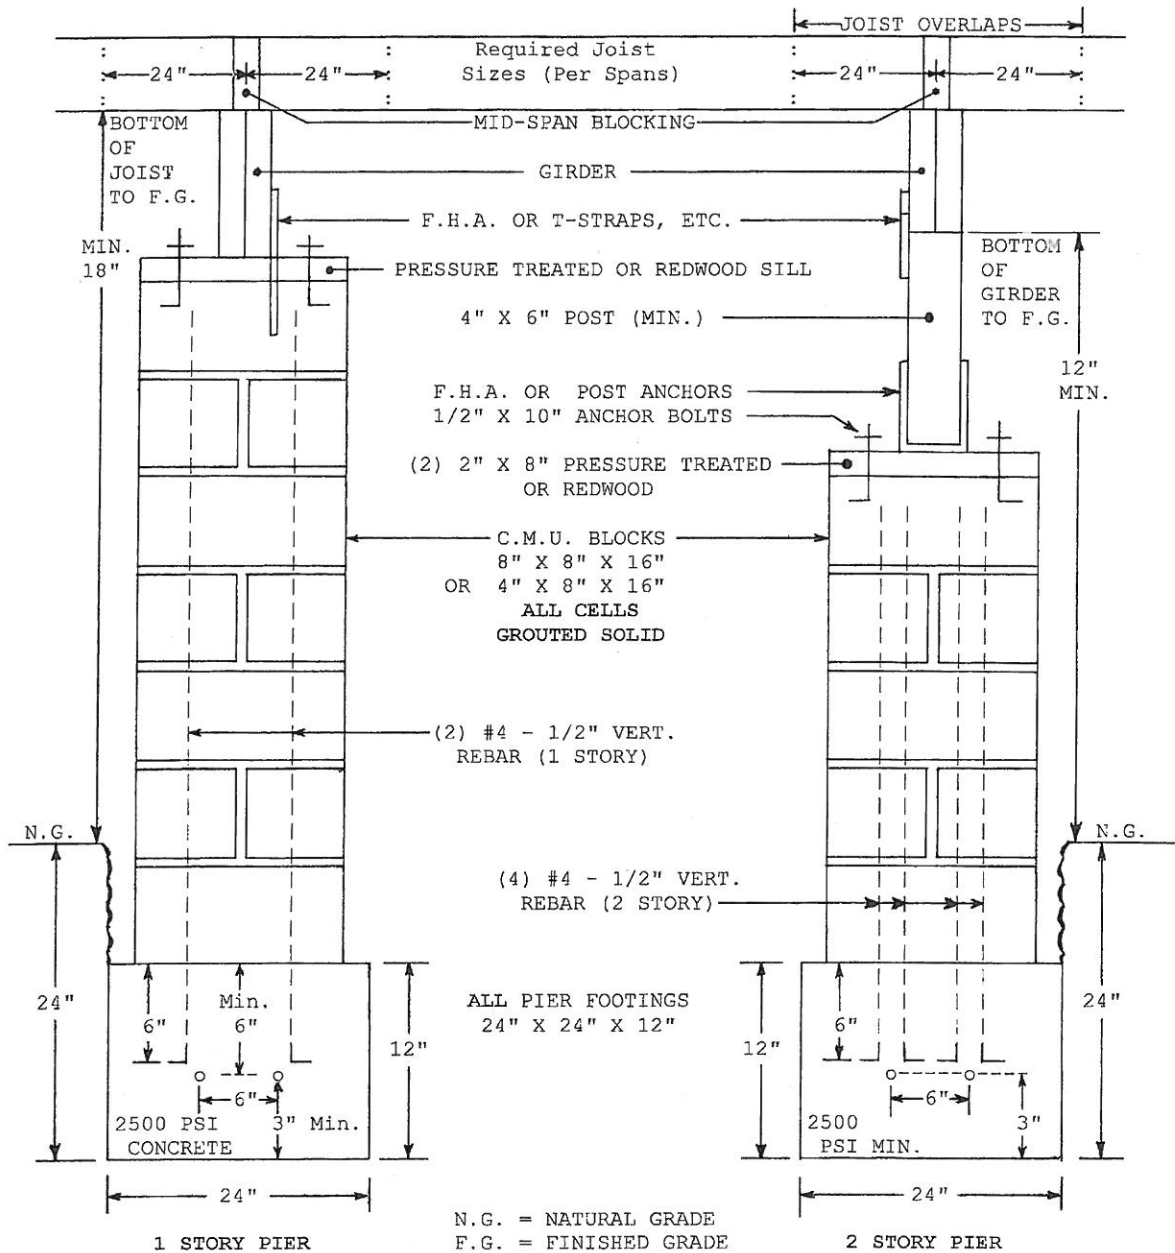 JOIST OVERLAPS
Required Joist
Sizes (Per Spans)
24"
24"
24"
24"
MID-SPAN BLOCKING
BOTTOM
OF
JOIST
TO F.G.
GIRDER
F.H.A. OR T-STRAPS, ETC.
MIN.
18"
BOTTOM
OF
GIRDER
TO F.G.
PRESSURE TREATED OR REDWOOD SILL
4" X 6" POST (MIN.)
12"
MIN.
F.H.A. OR POST ANCHORS
1/2" X 10" ANCHOR BOLTS
(2) 2" X 8" PRESSURE TREATED
OR REDWOOD
C.M.U. BLOCKS
8" X 8" X 16"
OR 4" X 8" X 16"
ALL CELLS
GROUTED SOLID
(2) #4 - 1/2" VERT.
REBAR (1 STORY)
N.G.
N.G.
(4) #4 - 1/2" VERT.
REBAR (2 STORY)
24"
6"
Min.
6"
12"
ALL PIER FOOTINGS
24" X 24" X 12"
12"
6"
24"
6"
3" Min.
2500 PSI
CONCRETE
6"
3"
2500
PSI MIN.
24"
24"
N.G. = NATURAL GRADE
F.G. = FINISHED GRADE
1 STORY PIER
2 STORY PIER